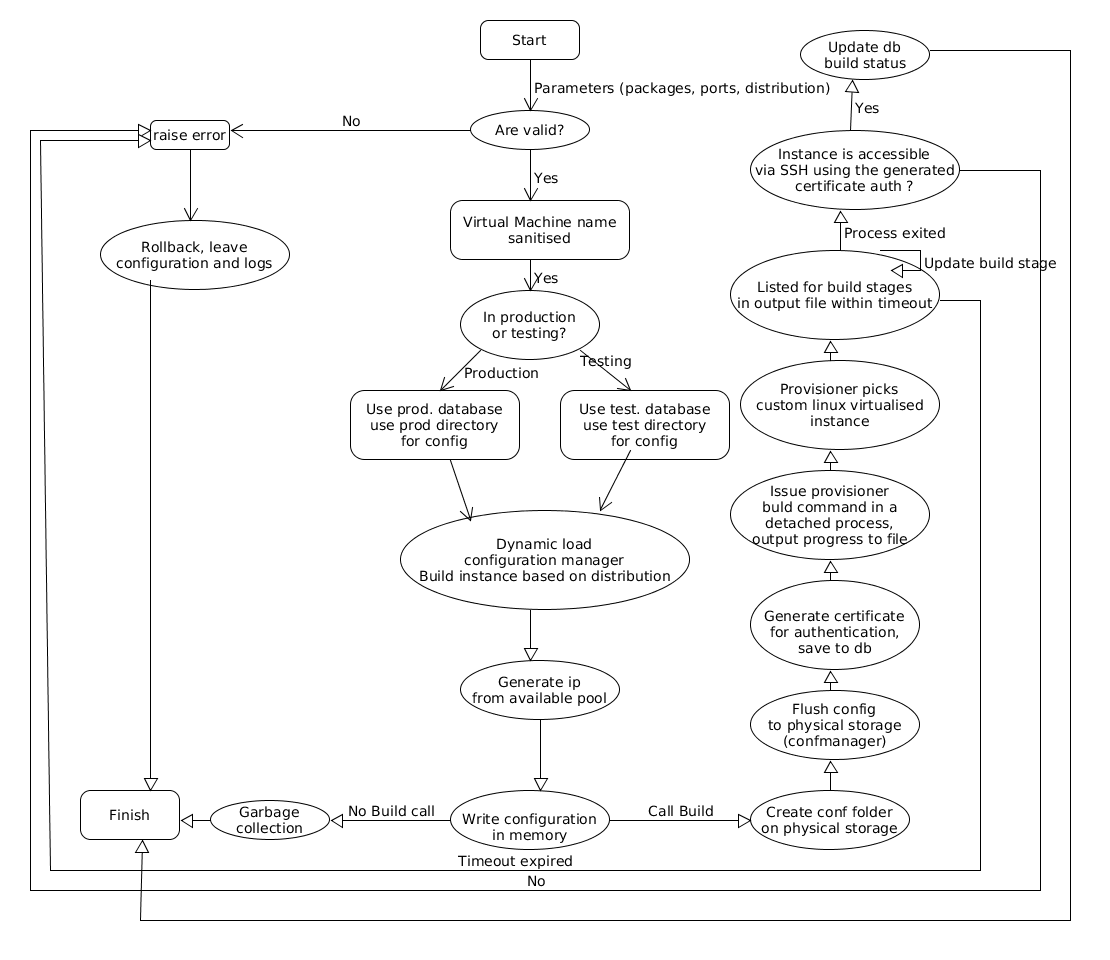 Start
Parameters (packages, ports, distribution)
Are valid?
No
raise error
Yes
Rollback, leave
configuration and logs
Virtual Machine name
sanitised
Yes
In production
or testing?
Production
Testing
Use prod. database
use prod directory
for config
Use test. database
use test directory
for config
Dynamic load
configuration manager
Build instance based on distribution
Generate ip
from available pool
Write configuration
in memory
No Build call
Garbage
collection
Finish
Call Build
Create conf folder
on physical storage
Flush config
to physical storage
(confmanager)
Generate certificate
for authentication,
save to db
Issue provisioner
buld command in a
detached process,
output progress to file
Provisioner picks
custom linux virtualised
instance
Listed for build stages
in output file within timeout
Update build stage
Process exited
Instance is accessible
via SSH using the generated
certificate auth ?
Yes
Update db
build status
Timeout expired
No